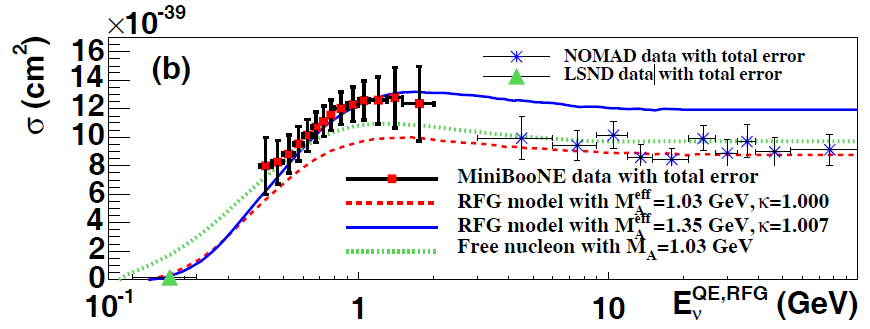 ×10⁻³⁹
σ (cm²)
16
14
12
10
8
6
4
2
0
(b)
NOMAD data with total error
LSND data with total error
MiniBooNE data with total error
RFG model with M_A^eff=1.03 GeV, κ=1.000
RFG model with M_A^eff=1.35 GeV, κ=1.007
Free nucleon with M_A=1.03 GeV
10⁻¹
1
10
E_ν^QE,RFG (GeV)